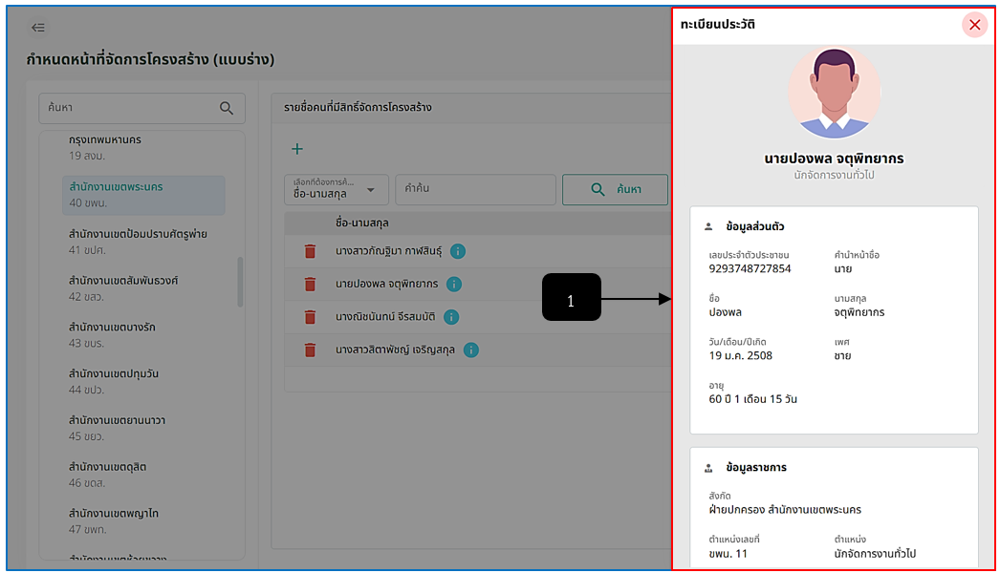 กำหนดหน้าที่จัดการโครงสร้าง (แบบร่าง)
ค้นหา
กรุงเทพมหานคร
19 สงม.
สำนักงานเขตพระนคร
40 ขพน.
สำนักงานเขตป้อมปราบศัตรูพ่าย
41 ขปศ.
สำนักงานเขตสัมพันธวงศ์
42 ขสว.
สำนักงานเขตบางรัก
43 ขบร.
สำนักงานเขตปทุมวัน
44 ขปว.
สำนักงานเขตยานนาวา
45 ขยว.
สำนักงานเขตดุสิต
46 ขดส.
สำนักงานเขตพญาไท
47 ขพท.
สำนักงานเขตห้วยขวาง
รายชื่อคนที่มีสิทธิ์จัดการโครงสร้าง
เลือกที่ต้องการค้...
ชื่อ-นามสกุล
คำค้น
ค้นหา
ชื่อ-นามสกุล
นางสาวกัณฐิมา กาฬสินธุ์
นายปองพล จตุพิทยากร
นางณิชนันทน์ จีรสมบัติ
นางสาวสิตาพัชญ์ เจริญสกุล
1
ทะเบียนประวัติ
นายปองพล จตุพิทยากร
นักจัดการงานทั่วไป
ข้อมูลส่วนตัว
เลขประจำตัวประชาชน คำนำหน้าชื่อ
9293748727854 นาย
ชื่อ นามสกุล
ปองพล จตุพิทยากร
วัน/เดือน/ปีเกิด เพศ
19 ม.ค. 2508 ชาย
อายุ
60 ปี 1 เดือน 15 วัน
ข้อมูลราชการ
สังกัด
ฝ่ายปกครอง สำนักงานเขตพระนคร
ตำแหน่งเลขที่ ตำแหน่ง
ขพน. 11 นักจัดการงานทั่วไป